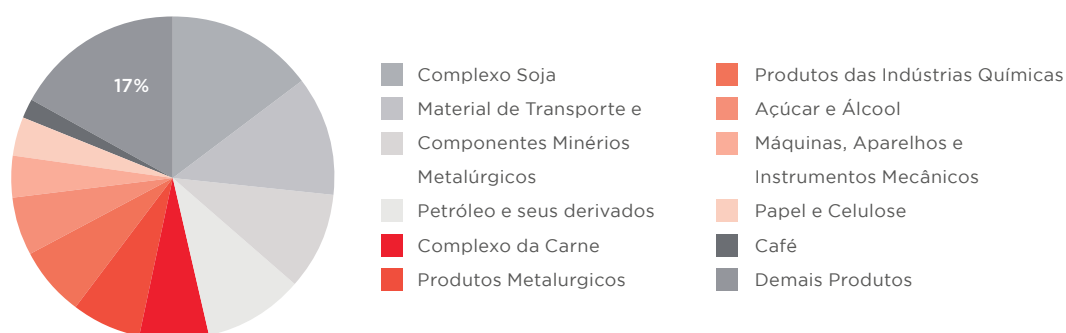 17%
Complexo Soja
Material de Transporte e
Componentes Minérios
Metalúrgicos
Petróleo e seus derivados
Complexo da Carne
Produtos Metalurgicos
Produtos das Indústrias Químicas
Açúcar e Álcool
Máquinas, Aparelhos e
Instrumentos Mecânicos
Papel e Celulose
Café
Demais Produtos